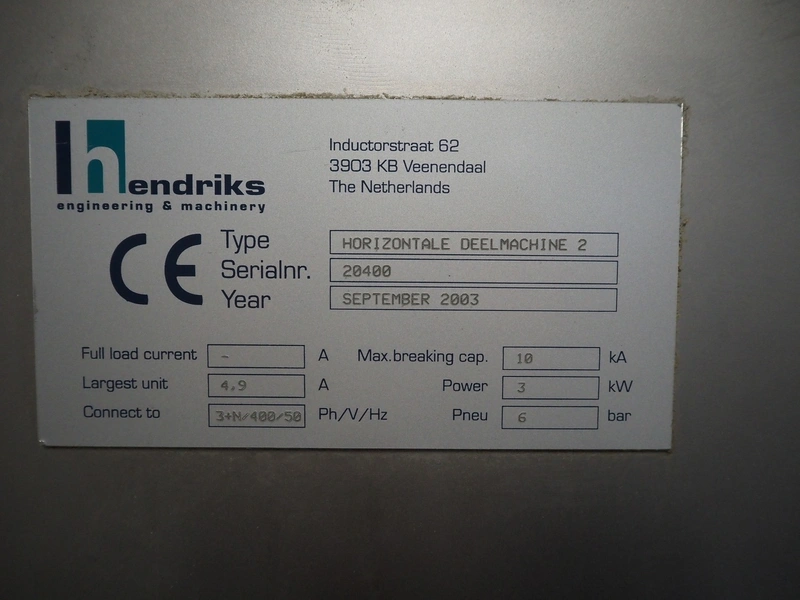 hendriks
engineering & machinery
Inductorstraat 62
3903 KB Veenendaal
The Netherlands
CE
Type HORIZONTALE DEELMACHINE 2
Serialnr. 20400
Year SEPTEMBER 2003
Full load current - A Max.breaking cap. 10 kA
Largest unit 4,9 A Power 3 kW
Connect to 3+N/400/50 Ph/V/Hz Pneu 6 bar